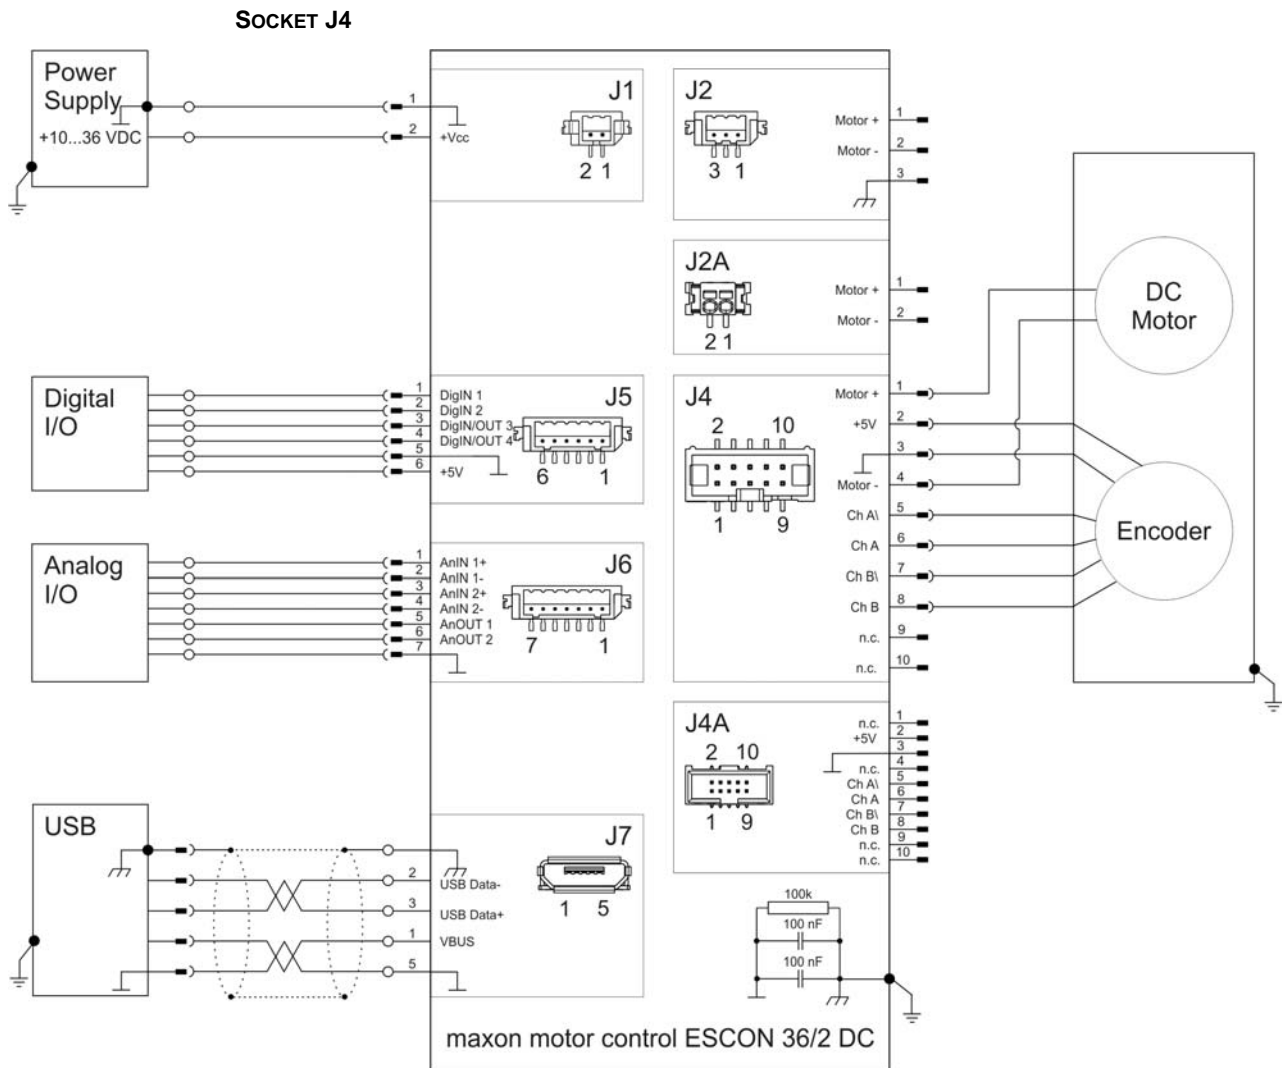 SOCKET J4
Power
Supply
+10...36 VDC
1
2
+Vcc
J1
2 1
J2
3 1
Motor +
1
Motor -
2
3
J2A
2 1
Motor +
1
Motor -
2
DC
Motor
Digital
I/O
1
DigIN 1
2
DigIN 2
3
DigIN/OUT 3
4
DigIN/OUT 4
5
6
+5V
J5
6 1
J4
2 10
1 9
Motor +
1
+5V
2
3
Motor -
4
Ch A\
5
Ch A
6
Ch B\
7
Ch B
8
n.c.
9
n.c.
10
Encoder
Analog
I/O
1
AnIN 1+
2
AnIN 1-
3
AnIN 2+
4
AnIN 2-
5
AnOUT 1
6
AnOUT 2
7
J6
7 1
J4A
2 10
1 9
n.c.
1
+5V
2
3
n.c.
4
Ch A\
5
Ch A
6
Ch B\
7
Ch B
8
n.c.
9
n.c.
10
USB
2
USB Data-
3
USB Data+
1
VBUS
5
J7
1 5
100k
100 nF
100 nF
maxon motor control ESCON 36/2 DC